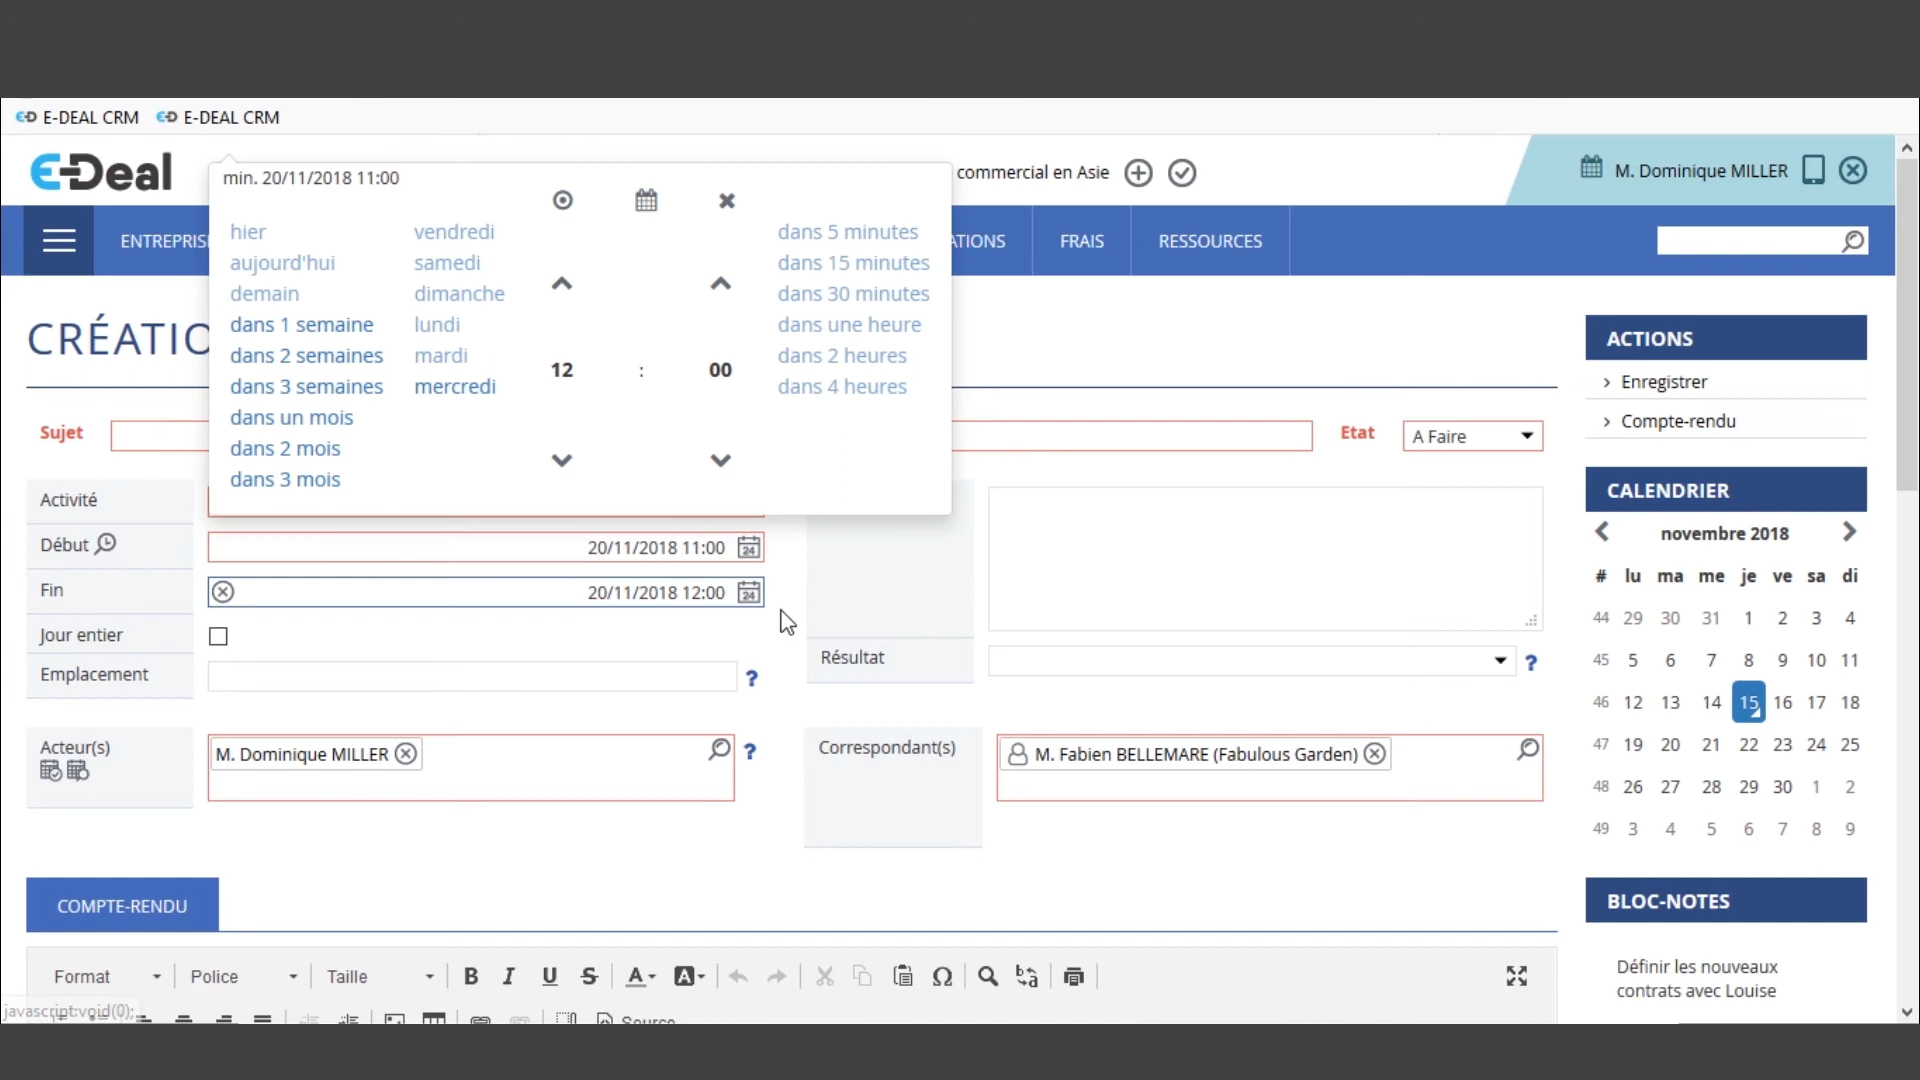 E-DEAL CRM E-DEAL CRM
E-Deal
min. 20/11/2018 11:00
commercial en Asie
M. Dominique MILLER
ENTREPRIS
ATIONS
FRAIS
RESSOURCES
hier
aujourd'hui
demain
dans 1 semaine
dans 2 semaines
dans 3 semaines
dans un mois
dans 2 mois
dans 3 mois
vendredi
samedi
dimanche
lundi
mardi
mercredi
12 : 00
dans 5 minutes
dans 15 minutes
dans 30 minutes
dans une heure
dans 2 heures
dans 4 heures
CRÉATIO
Sujet
Etat A Faire
Activité
Début 20/11/2018 11:00 24
Fin 20/11/2018 12:00 24
Jour entier
Emplacement ?
Résultat ?
Acteur(s) M. Dominique MILLER ?
Correspondant(s) M. Fabien BELLEMARE (Fabulous Garden)
COMPTE-RENDU
Format Police Taille B I U S A A Ω
Source
javascript:void(0);
ACTIONS
Enregistrer
Compte-rendu
CALENDRIER
novembre 2018
# lu ma me je ve sa di
44 29 30 31 1 2 3 4
45 5 6 7 8 9 10 11
46 12 13 14 15 16 17 18
47 19 20 21 22 23 24 25
48 26 27 28 29 30 1 2
49 3 4 5 6 7 8 9
BLOC-NOTES
Définir les nouveaux
contrats avec Louise